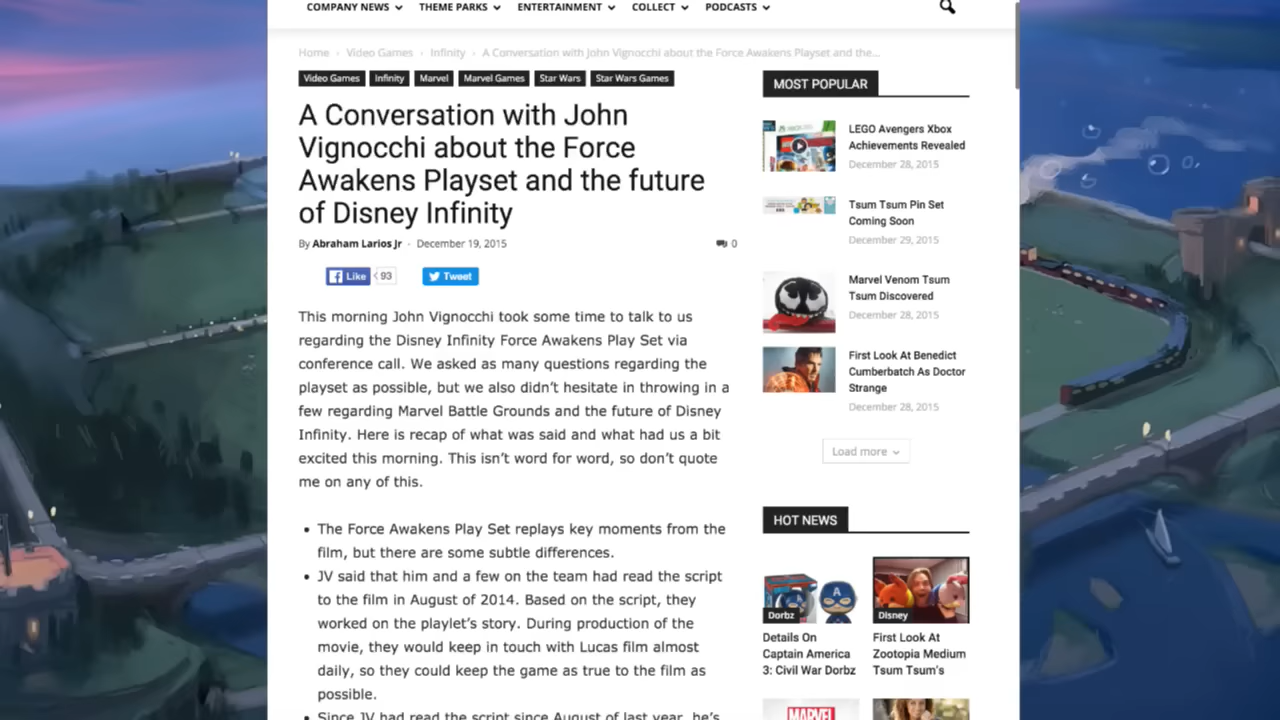 COMPANY NEWS THEME PARKS ENTERTAINMENT COLLECT PODCASTS
Home › Video Games › Infinity › A Conversation with John Vignocchi about the Force Awakens Playset and the...
Video Games Infinity Marvel Marvel Games Star Wars Star Wars Games
A Conversation with John
Vignocchi about the Force
Awakens Playset and the future
of Disney Infinity
By Abraham Larios Jr - December 19, 2015 0
Like 93 Tweet
This morning John Vignocchi took some time to talk to us
regarding the Disney Infinity Force Awakens Play Set via
conference call. We asked as many questions regarding the
playset as possible, but we also didn't hesitate in throwing in a
few regarding Marvel Battle Grounds and the future of Disney
Infinity. Here is recap of what was said and what had us a bit
excited this morning. This isn't word for word, so don't quote
me on any of this.
• The Force Awakens Play Set replays key moments from the
film, but there are some subtle differences.
• JV said that him and a few on the team had read the script
to the film in August of 2014. Based on the script, they
worked on the playlet's story. During production of the
movie, they would keep in touch with Lucas film almost
daily, so they could keep the game as true to the film as
possible.
• Since JV had read the script since August of last year, he's
MOST POPULAR
LEGO Avengers Xbox
Achievements Revealed
December 28, 2015
Tsum Tsum Pin Set
Coming Soon
December 29, 2015
Marvel Venom Tsum
Tsum Discovered
December 28, 2015
First Look At Benedict
Cumberbatch As Doctor
Strange
December 28, 2015
Load more
HOT NEWS
Dorbz
Details On
Captain America
3: Civil War Dorbz
Disney
First Look At
Zootopia Medium
Tsum Tsum's
MARVEL